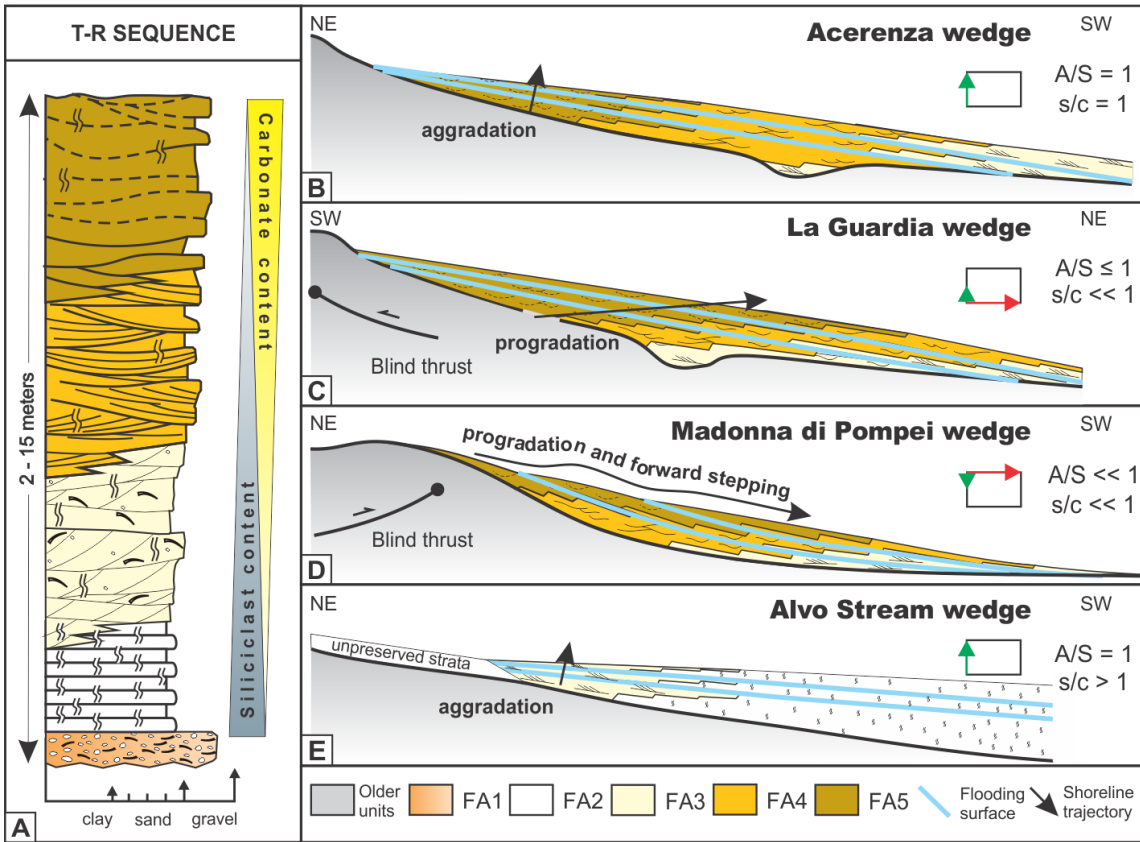 T-R SEQUENCE
2 - 15 meters
Carbonate content
Siliciclast content
clay sand gravel
A
NE
SW
Acerenza wedge
A/S = 1
s/c = 1
aggradation
B
SW
NE
La Guardia wedge
A/S ≤ 1
s/c << 1
progradation
Blind thrust
C
NE
SW
Madonna di Pompei wedge
progradation and forward stepping
A/S << 1
s/c << 1
Blind thrust
D
NE
SW
Alvo Stream wedge
unpreserved strata
A/S = 1
s/c > 1
aggradation
E
Older
units
FA1
FA2
FA3
FA4
FA5
Flooding
surface
Shoreline
trajectory